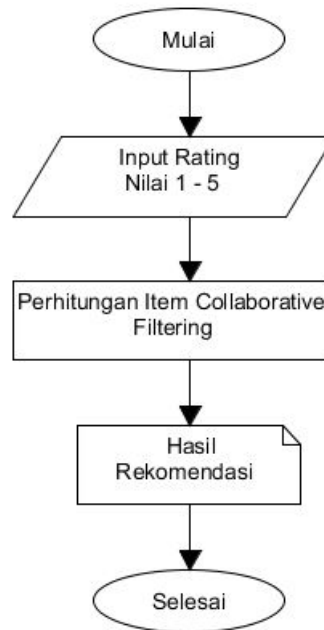 Mulai
Input Rating
Nilai 1 - 5
Perhitungan Item Collaborative
Filtering
Hasil
Rekomendasi
Selesai